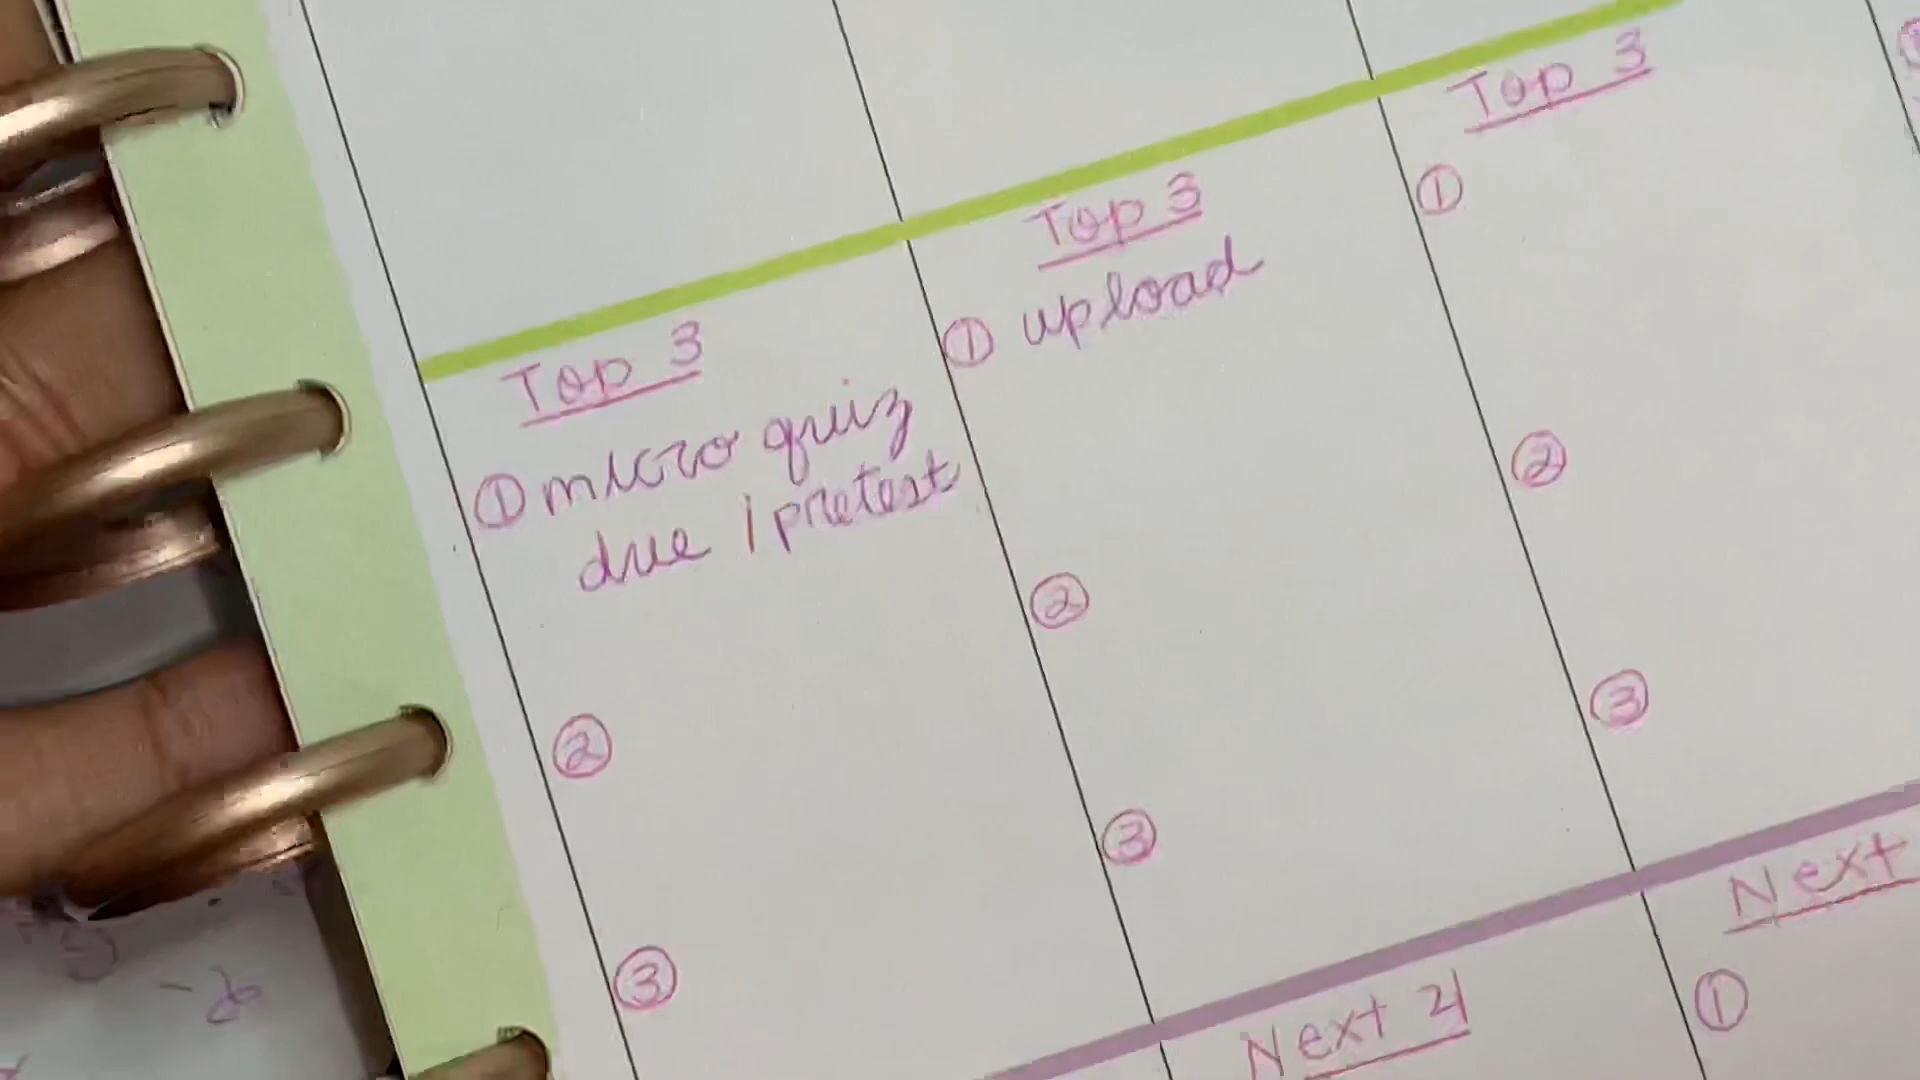 Top 3
① micro quiz
due / pretest
②
③
Top 3
① upload
②
③
Top 3
①
②
③
Next 4
Next
①